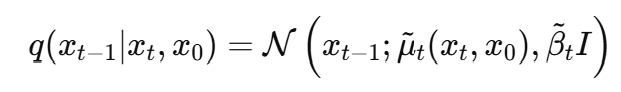 q(x_{t-1}|x_t, x_0) = \mathcal{N}\left(x_{t-1}; \tilde{\mu}_t(x_t, x_0), \tilde{\beta}_t I\right)